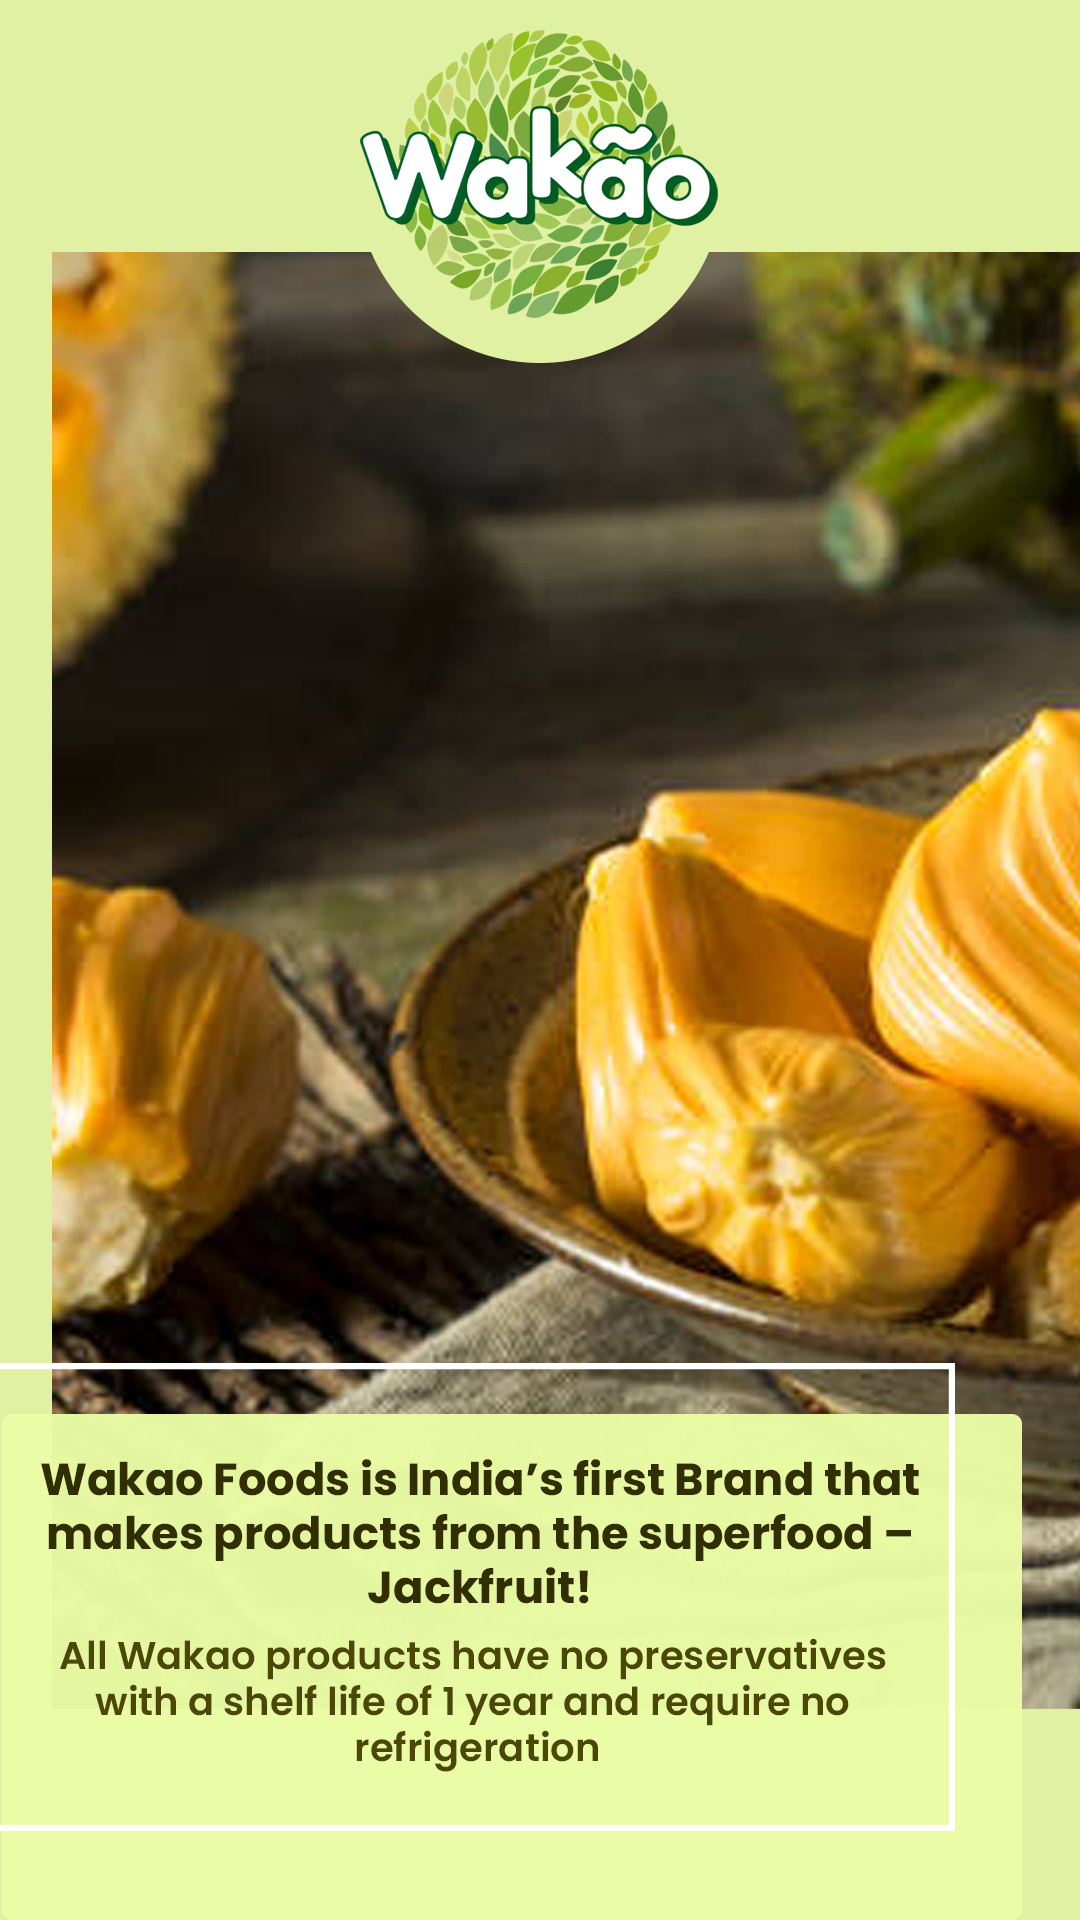 Wakão
Wakao Foods is India’s first Brand that
makes products from the superfood –
Jackfruit!
All Wakao products have no preservatives
with a shelf life of 1 year and require no
refrigeration